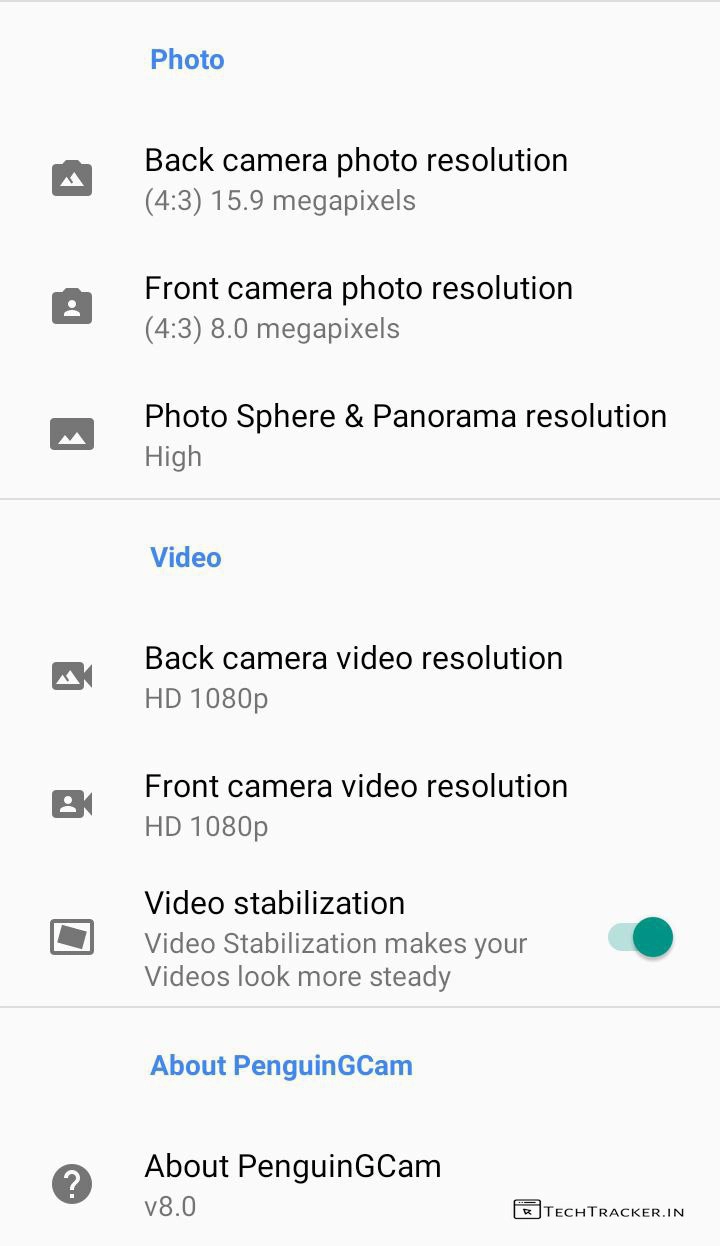 Photo
Back camera photo resolution
(4:3) 15.9 megapixels
Front camera photo resolution
(4:3) 8.0 megapixels
Photo Sphere & Panorama resolution
High
Video
Back camera video resolution
HD 1080p
Front camera video resolution
HD 1080p
Video stabilization
Video Stabilization makes your
Videos look more steady
About PenguinGCam
About PenguinGCam
v8.0
TECHTRACKER.IN